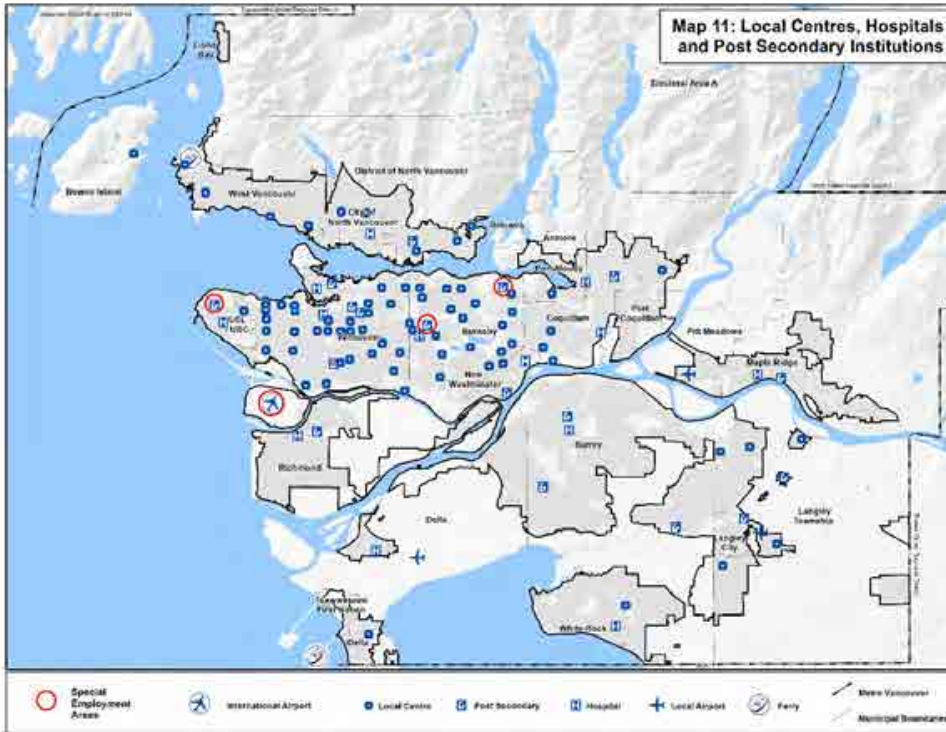 Map 11: Local Centres, Hospitals
and Post Secondary Institutions
Lions
Bay
Electoral Area A
Bowen Island
West Vancouver
District of North Vancouver
City of
North Vancouver
Belcarra
Anmore
Port Moody
Coquitlam
Port
Coquitlam
Pitt Meadows
Maple Ridge
UBC
Vancouver
Burnaby
New
Westminster
Richmond
Surrey
Delta
Langley
Township
Langley
City
Tsawwassen
First Nation
Delta
White Rock
Special
Employment
Areas
International Airport
Local Centre
Post Secondary
Hospital
Local Airport
Ferry
Metro Vancouver
Municipal Boundaries